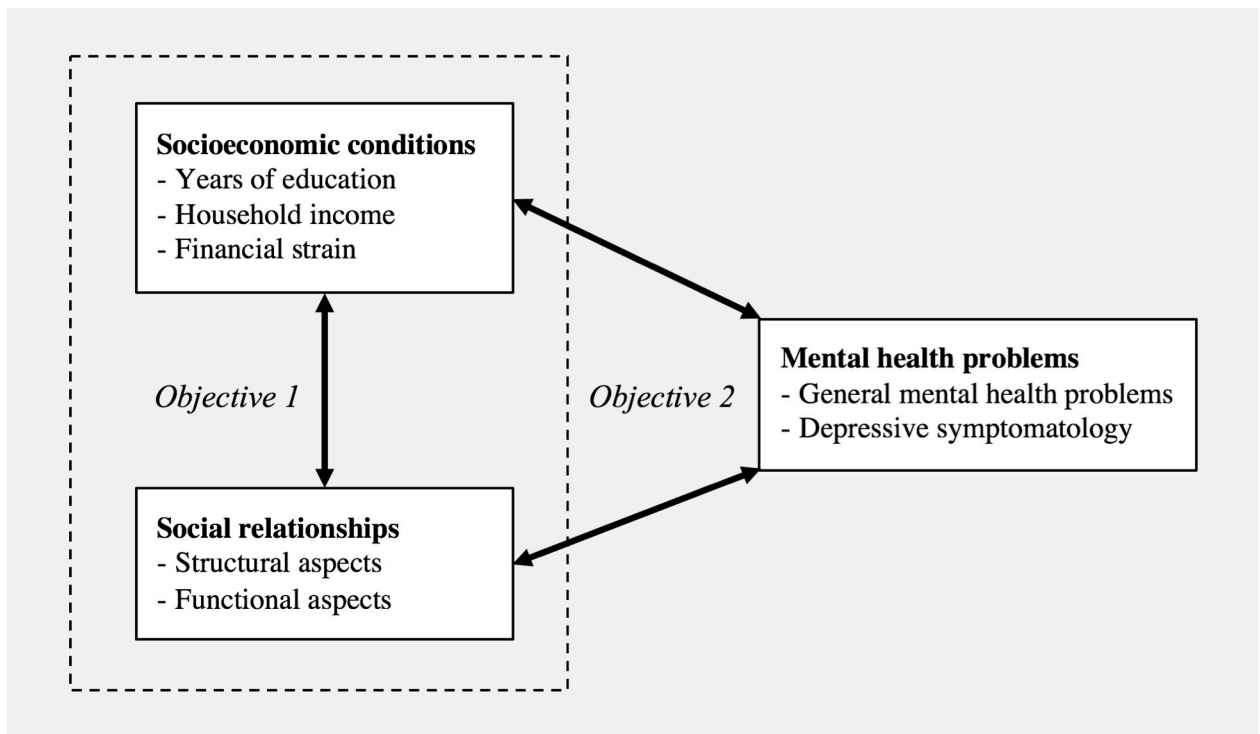 Socioeconomic conditions
- Years of education
- Household income
- Financial strain
Objective 1
Objective 2
Mental health problems
- General mental health problems
- Depressive symptomatology
Social relationships
- Structural aspects
- Functional aspects